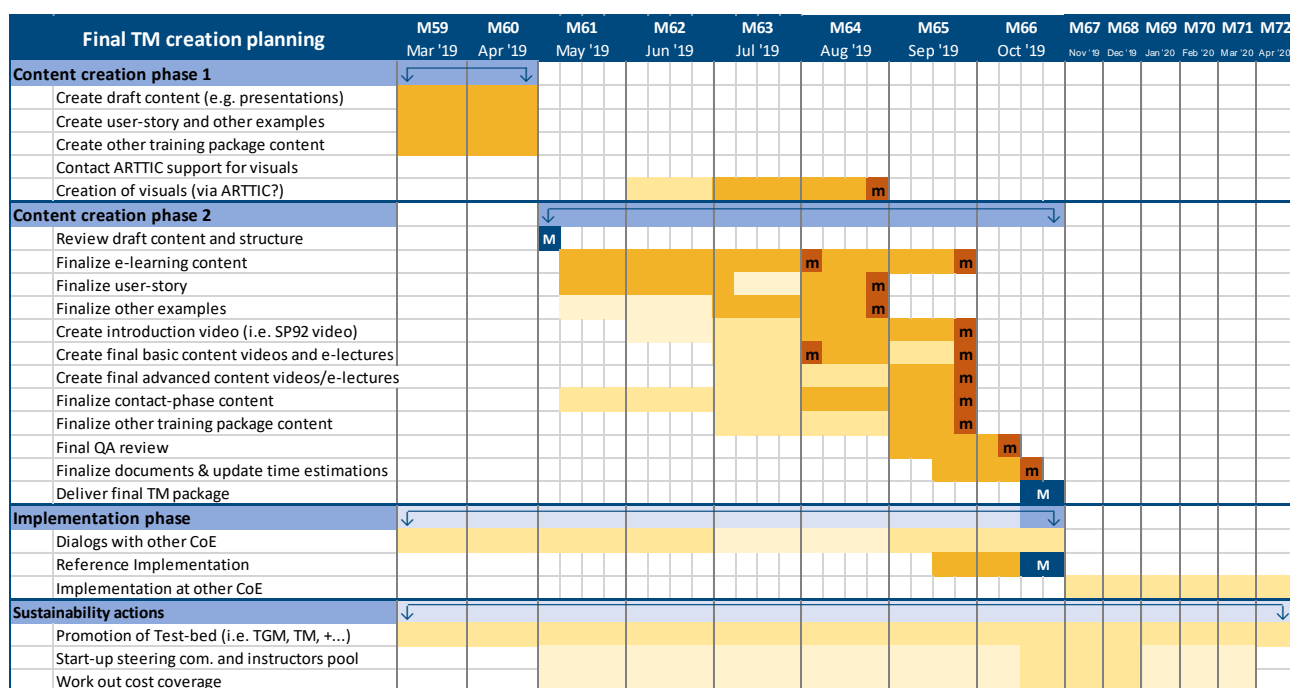 Final TM creation planning
M59 M60 M61 M62 M63 M64 M65 M66 M67 M68 M69 M70 M71 M72
Mar '19 Apr '19 May '19 Jun '19 Jul '19 Aug '19 Sep '19 Oct '19 Nov '19 Dec '19 Jan '20 Feb '20 Mar '20 Apr '20
Content creation phase 1
Create draft content (e.g. presentations)
Create user-story and other examples
Create other training package content
Contact ARTTIC support for visuals
Creation of visuals (via ARTTIC?) m
Content creation phase 2
Review draft content and structure M
Finalize e-learning content m m
Finalize user-story m
Finalize other examples m
Create introduction video (i.e. SP92 video) m
Create final basic content videos and e-lectures m m
Create final advanced content videos/e-lectures m
Finalize contact-phase content m
Finalize other training package content m
Final QA review m
Finalize documents & update time estimations m
Deliver final TM package M
Implementation phase
Dialogs with other CoE
Reference Implementation M
Implementation at other CoE
Sustainability actions
Promotion of Test-bed (i.e. TGM, TM, +...)
Start-up steering com. and instructors pool
Work out cost coverage